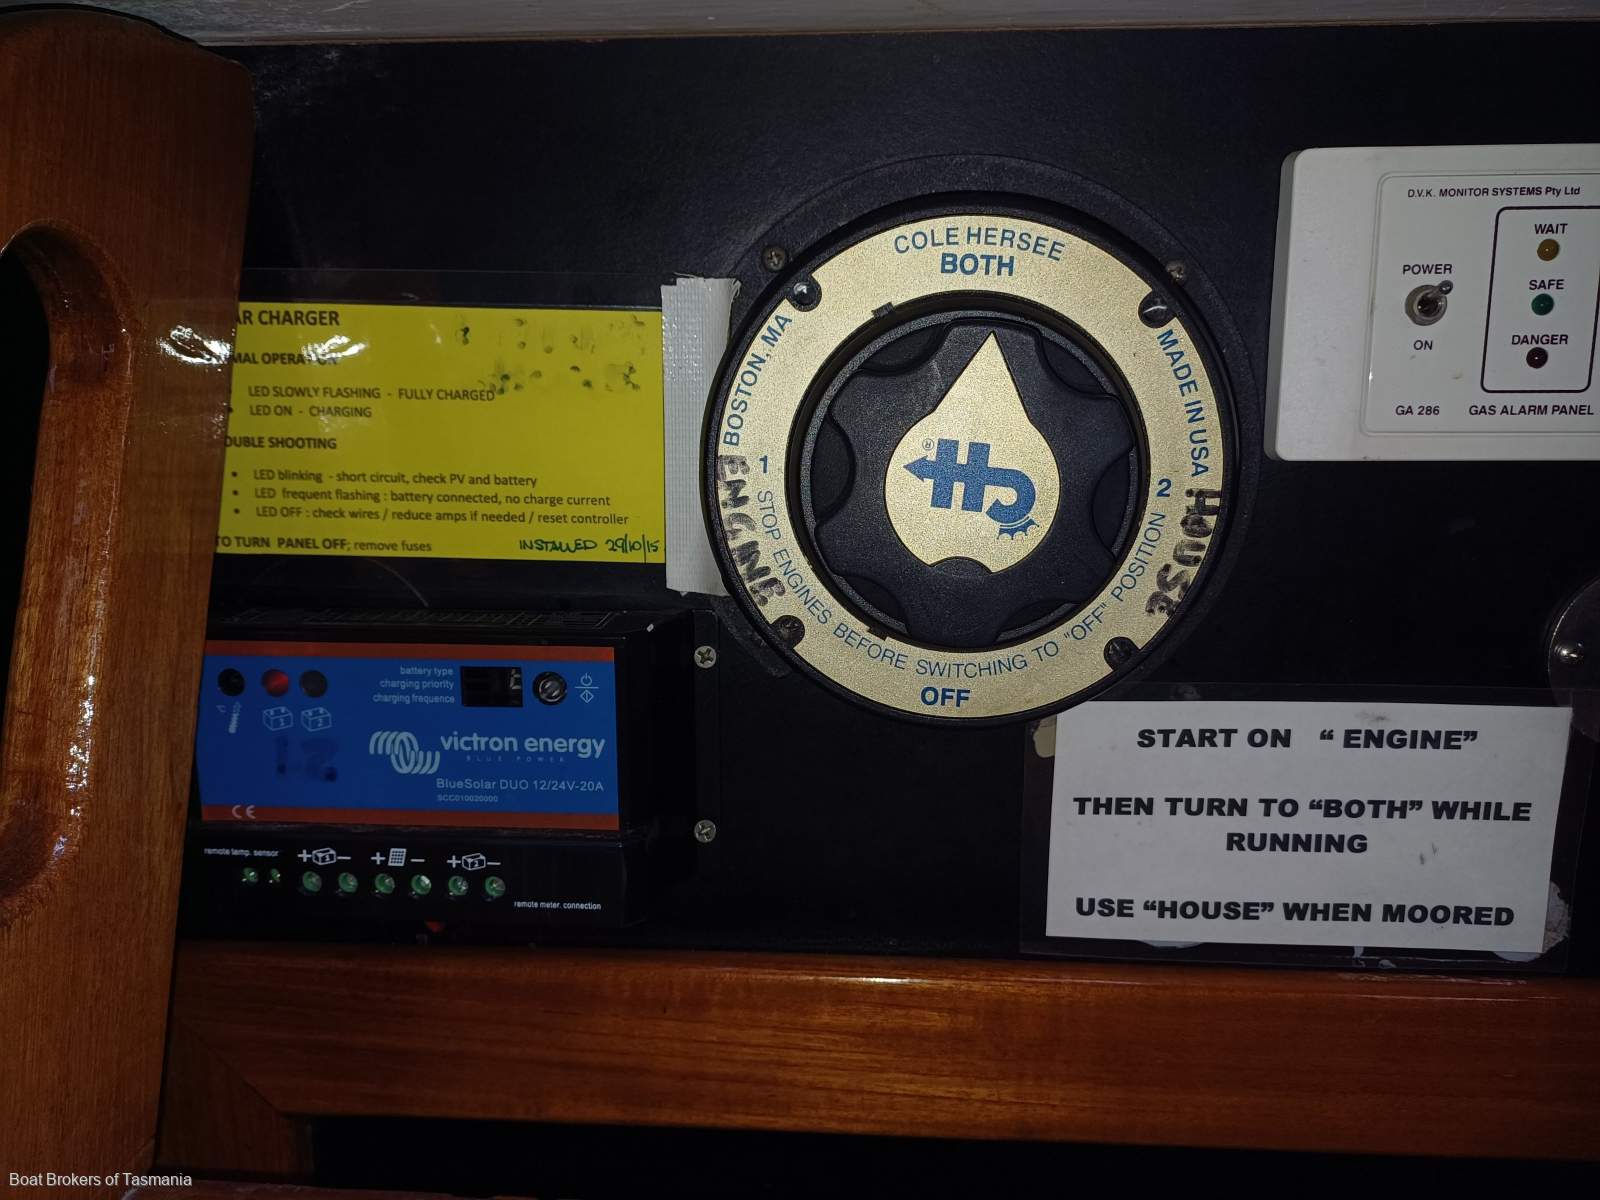 AR CHARGER
MAL OPERATION
LED SLOWLY FLASHING - FULLY CHARGED
LED ON - CHARGING
OUBLE SHOOTING
LED blinking - short circuit, check PV and battery
LED frequent flashing : battery connected, no charge current
LED OFF : check wires / reduce amps if needed / reset controller
TO TURN PANEL OFF; remove fuses
INSTALLED 29/10/15
COLE HERSEE
BOTH
BOSTON, MA
MADE IN USA
1
2
ENGINE
HOUSE
STOP ENGINES BEFORE SWITCHING TO "OFF" POSITION
OFF
®
D.V.K. MONITOR SYSTEMS Pty Ltd
WAIT
POWER
SAFE
ON
DANGER
GA 286
GAS ALARM PANEL
battery type
charging priority
charging frequence
1 2
12
victron energy
BLUE POWER
BlueSolar DUO 12/24V-20A
SCC010020000
CE
remote temp. sensor
+ 1 − + − + 2 −
remote meter. connection
START ON “ ENGINE”
THEN TURN TO “BOTH” WHILE
RUNNING
USE “HOUSE” WHEN MOORED
Boat Brokers of Tasmania